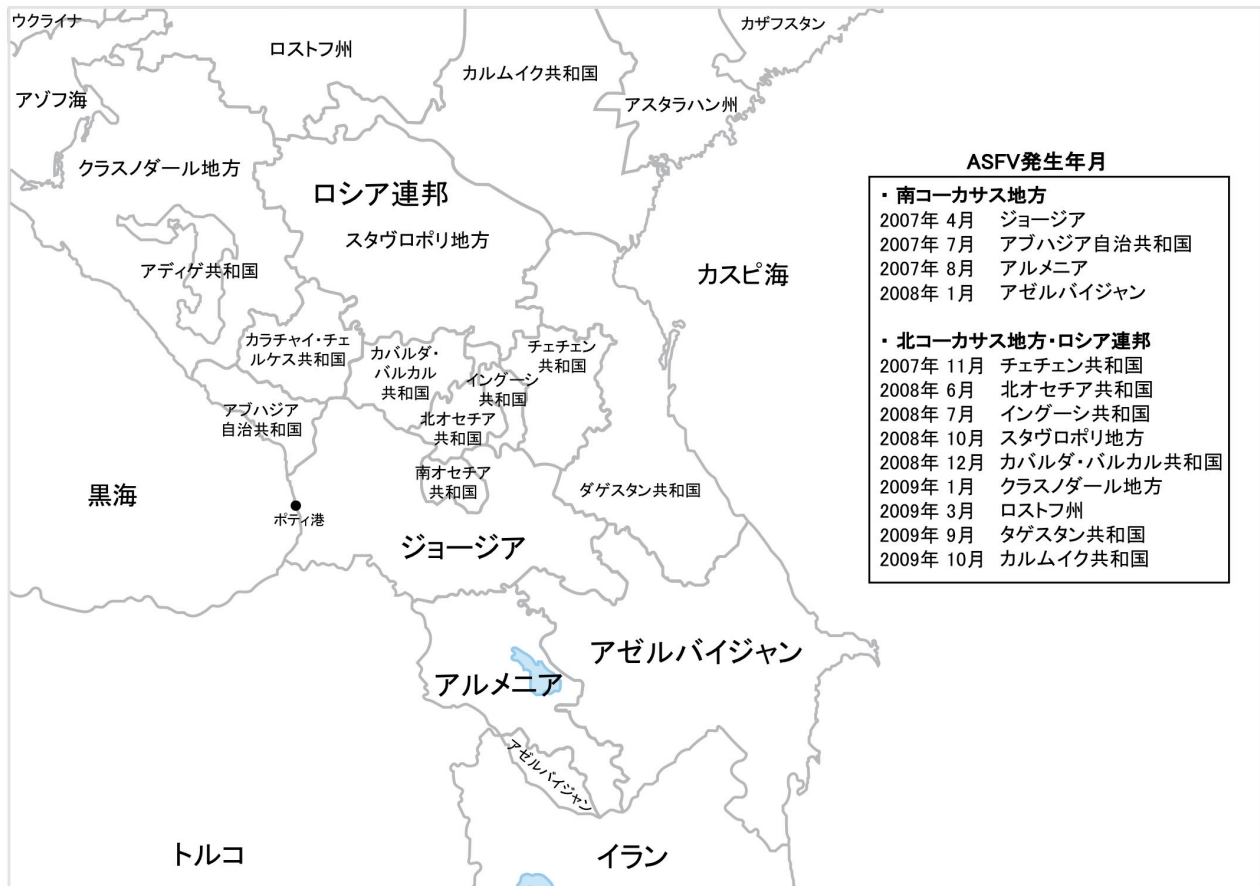 ウクライナ
ロストフ州
カザフスタン
カルムイク共和国
アゾフ海
アスタラハン州
クラスノダール地方
ロシア連邦
スタヴロポリ地方
アディゲ共和国
カスピ海
カラチャイ・チェ
ルケス共和国
カバルダ・
バルカル
共和国
イングーシ
共和国
チェチェン
共和国
北オセチア
共和国
アブハジア
自治共和国
南オセチア
共和国
ダゲスタン共和国
黒海
ポティ港
ジョージア
アゼルバイジャン
アルメニア
アゼルバイジャン
トルコ
イラン
ASFV発生年月
・ 南コーカサス地方
2007年 4月 ジョージア
2007年 7月 アブハジア自治共和国
2007年 8月 アルメニア
2008年 1月 アゼルバイジャン
・ 北コーカサス地方・ロシア連邦
2007年 11月 チェチェン共和国
2008年 6月 北オセチア共和国
2008年 7月 イングーシ共和国
2008年 10月 スタヴロポリ地方
2008年 12月 カバルダ・バルカル共和国
2009年 1月 クラスノダール地方
2009年 3月 ロストフ州
2009年 9月 タゲスタン共和国
2009年 10月 カルムイク共和国